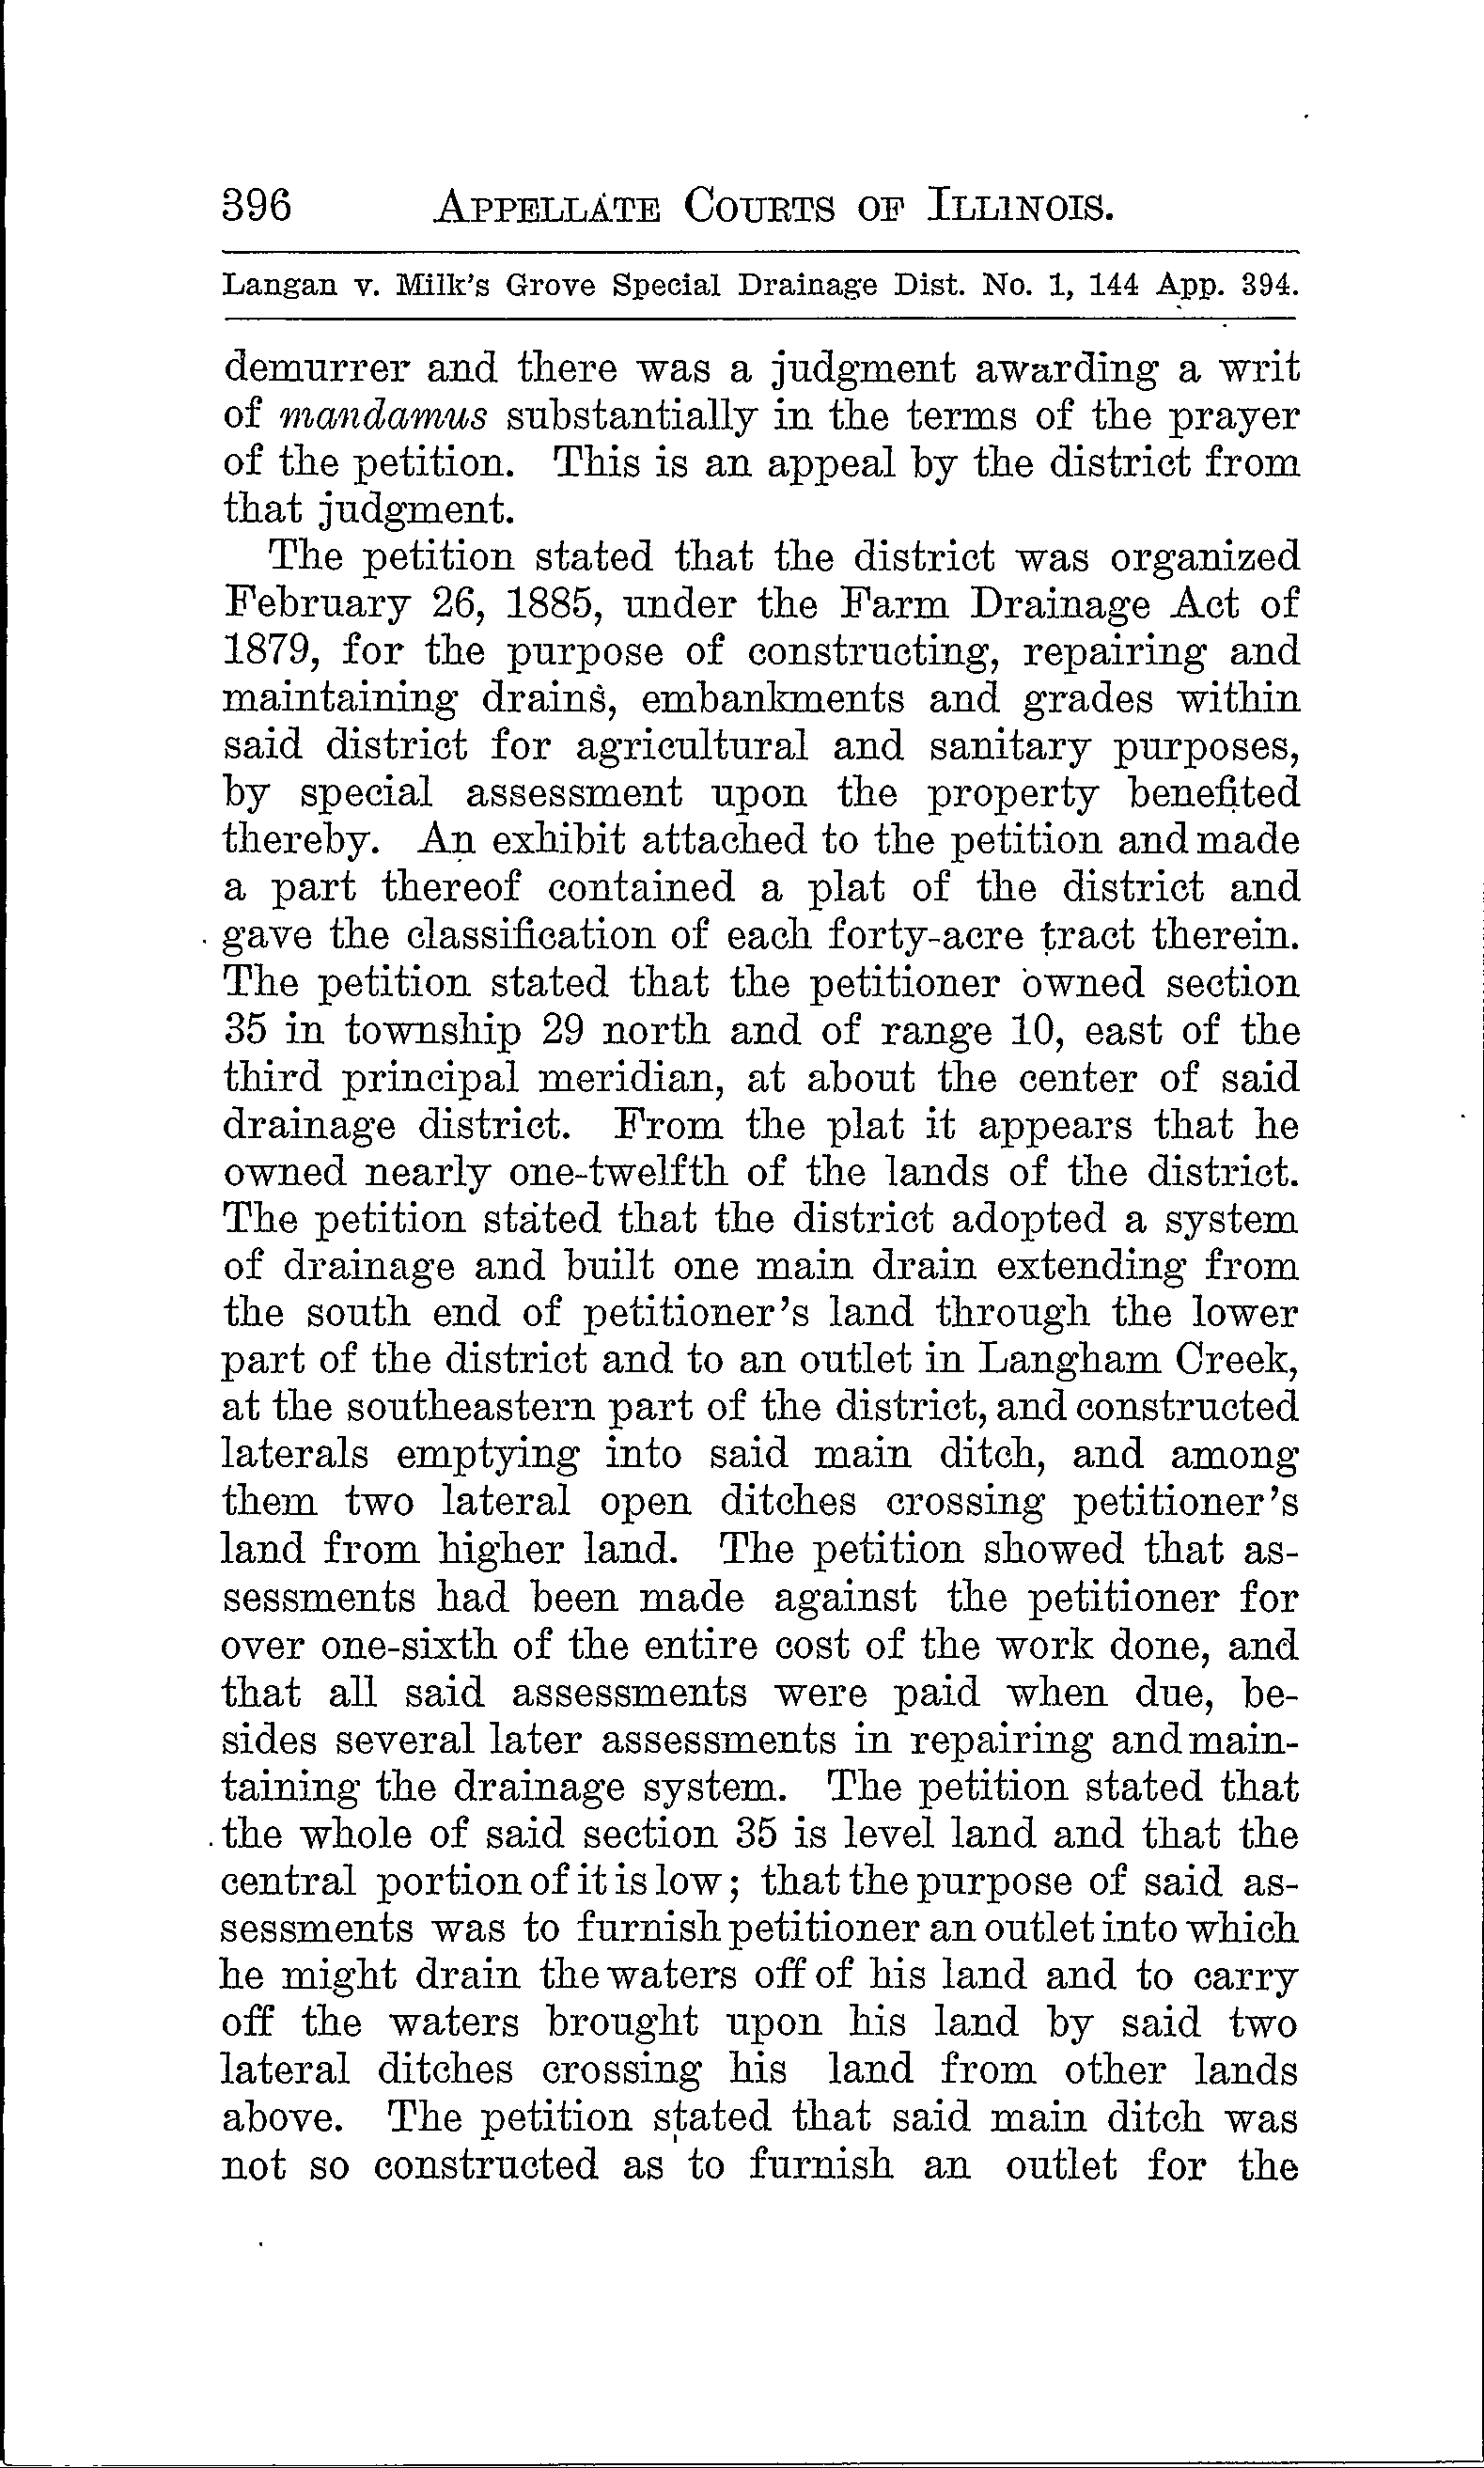 396 APPELLATE COURTS OF ILLINOIS.
Langan v. Milk's Grove Special Drainage Dist. No. 1, 144 App. 394.
demurrer and there was a judgment awarding a writ
of mandamus substantially in the terms of the prayer
of the petition. This is an appeal by the district from
that judgment.
The petition stated that the district was organized
February 26, 1885, under the Farm Drainage Act of
1879, for the purpose of constructing, repairing and
maintaining drains, embankments and grades within
said district for agricultural and sanitary purposes,
by special assessment upon the property benefited
thereby. An exhibit attached to the petition and made
a part thereof contained a plat of the district and
gave the classification of each forty-acre tract therein.
The petition stated that the petitioner owned section
35 in township 29 north and of range 10, east of the
third principal meridian, at about the center of said
drainage district. From the plat it appears that he
owned nearly one-twelfth of the lands of the district.
The petition stated that the district adopted a system
of drainage and built one main drain extending from
the south end of petitioner's land through the lower
part of the district and to an outlet in Langham Creek,
at the southeastern part of the district, and constructed
laterals emptying into said main ditch, and among
them two lateral open ditches crossing petitioner's
land from higher land. The petition showed that as-
sessments had been made against the petitioner for
over one-sixth of the entire cost of the work done, and
that all said assessments were paid when due, be-
sides several later assessments in repairing and main-
taining the drainage system. The petition stated that
the whole of said section 35 is level land and that the
central portion of it is low; that the purpose of said as-
sessments was to furnish petitioner an outlet into which
he might drain the waters off of his land and to carry
off the waters brought upon his land by said two
lateral ditches crossing his land from other lands
above. The petition stated that said main ditch was
not so constructed as to furnish an outlet for the